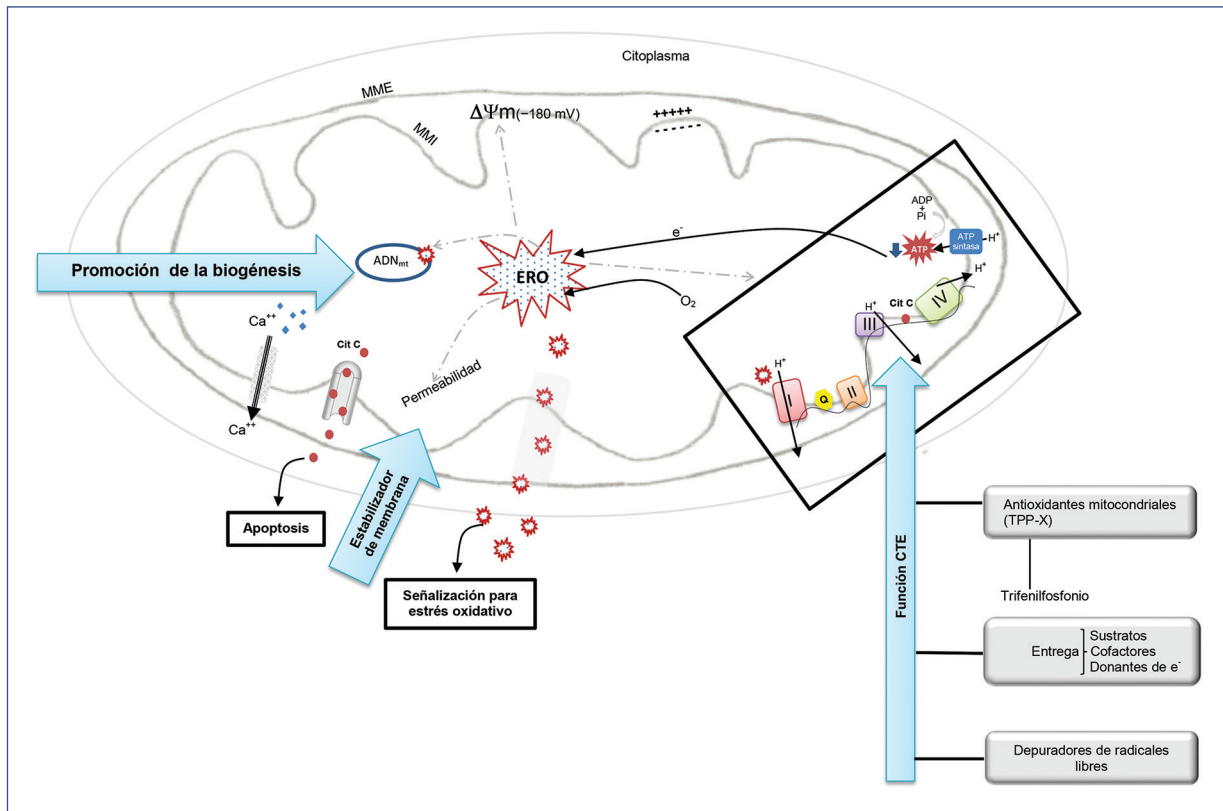 Citoplasma
MME
MMI
ΔΨm(−180 mV)
+++++
-----
ADP
+
Pi
ATP
ATP
sintasa
H⁺
H⁺
e⁻
Promoción de la biogénesis
ADNmt
ERO
O₂
Cit C
IV
H⁺
III
Ca⁺⁺
Cit C
Permeabilidad
H⁺
I
Q
II
Ca⁺⁺
Apoptosis
Estabilizador
de membrana
Señalización para
estrés oxidativo
Función CTE
Antioxidantes mitocondriales
(TPP-X)
Trifenilfosfonio
Entrega
Sustratos
Cofactores
Donantes de e⁻
Depuradores de radicales
libres